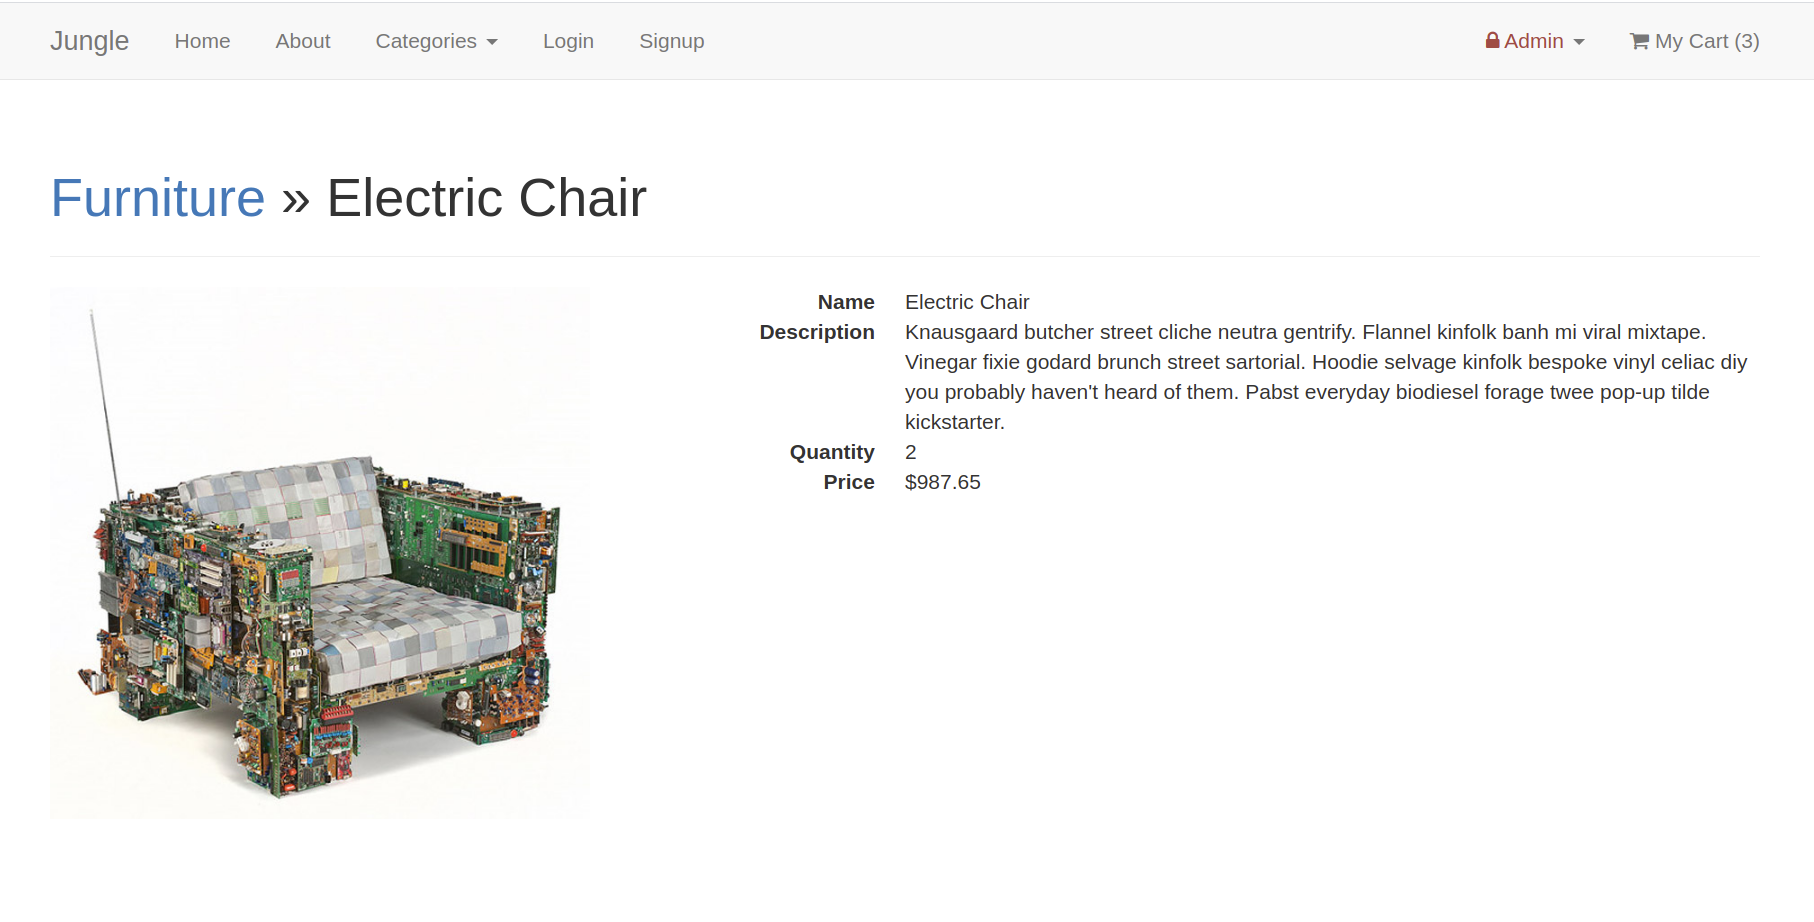 Jungle Home About Categories Login Signup Admin My Cart (3)
Furniture » Electric Chair
Name Electric Chair
Description Knausgaard butcher street cliche neutra gentrify. Flannel kinfolk banh mi viral mixtape.
Vinegar fixie godard brunch street sartorial. Hoodie selvage kinfolk bespoke vinyl celiac diy
you probably haven't heard of them. Pabst everyday biodiesel forage twee pop-up tilde
kickstarter.
Quantity 2
Price $987.65